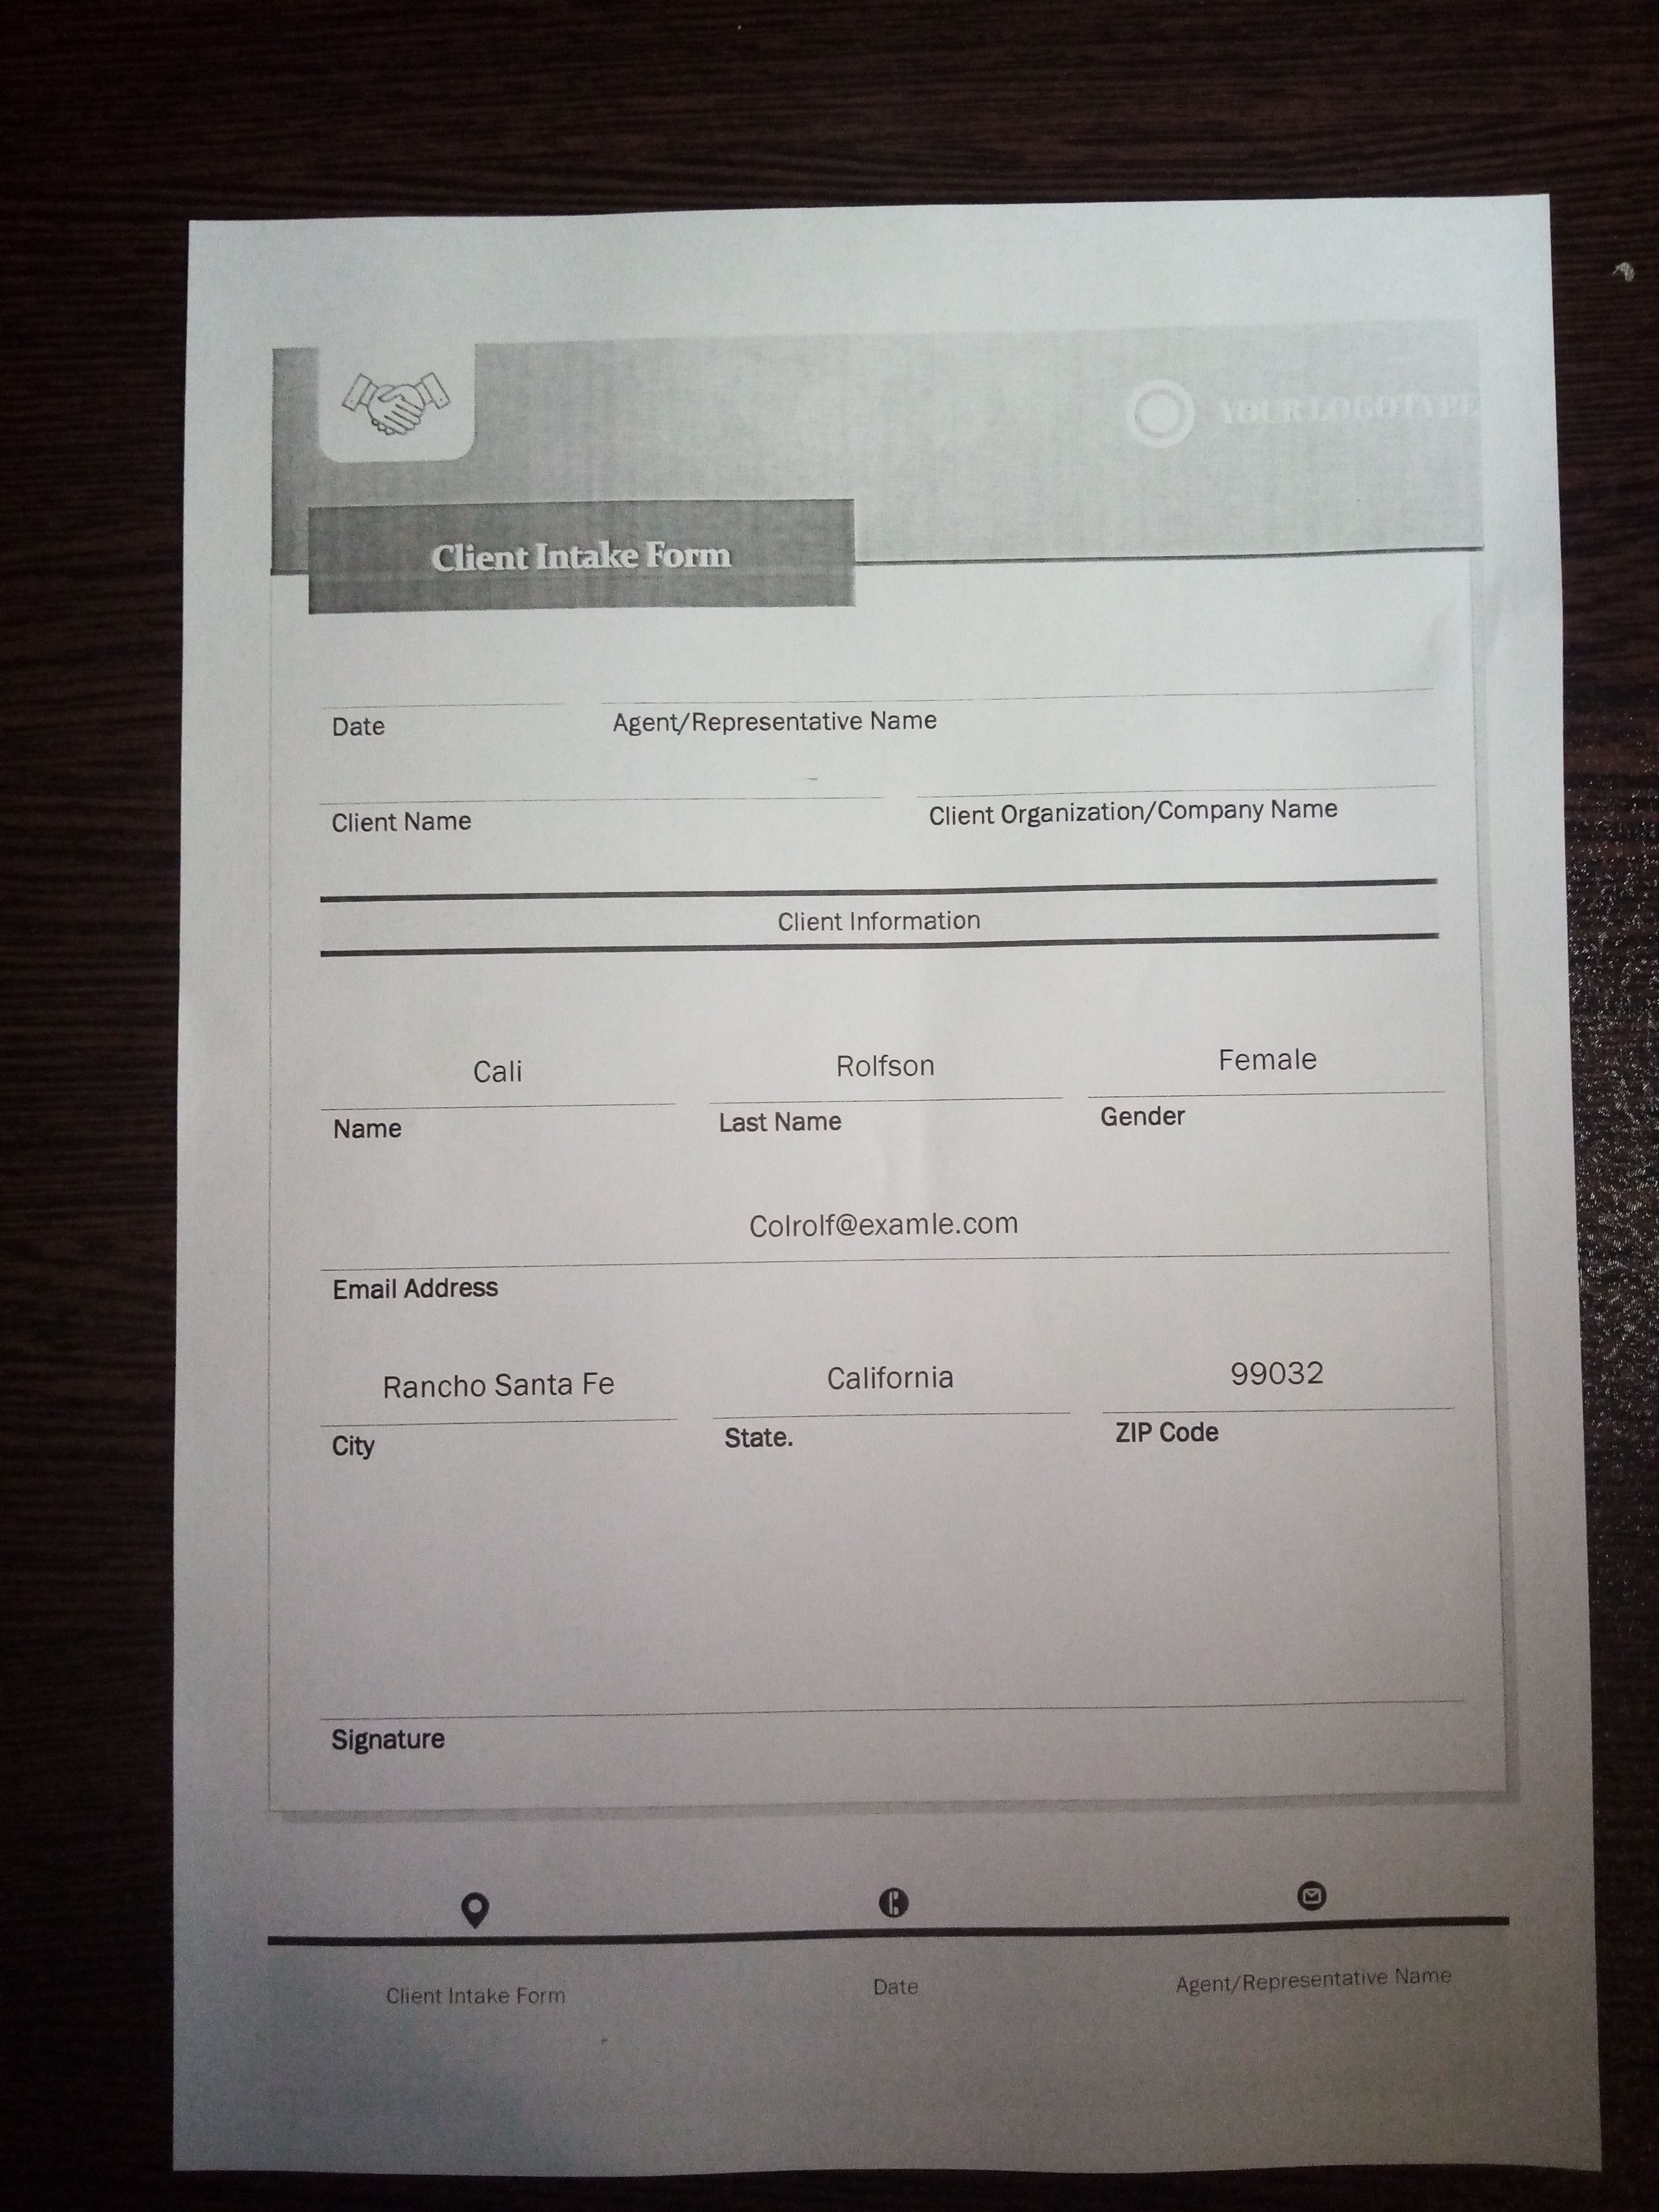 YOUR LOGOTYPE
Client Intake Form
Date Agent/Representative Name
Client Name Client Organization/Company Name
Client Information
Cali Rolfson Female
Name Last Name Gender
Colrolf@examle.com
Email Address
Rancho Santa Fe California 99032
City State. ZIP Code
Signature
Client Intake Form Date Agent/Representative Name